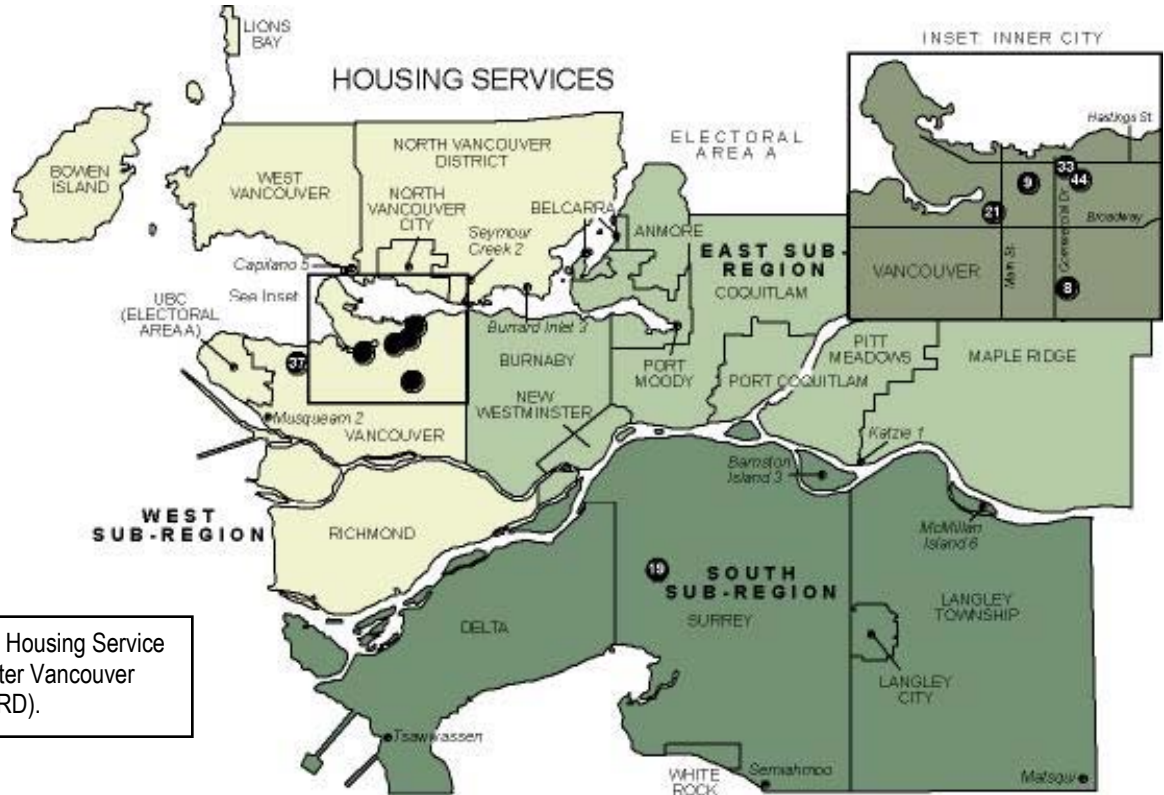 LIONS
BAY
HOUSING SERVICES
INSET: INNER CITY
Hastings St.
33
44
9
21
Commercial Dr.
Broadway
VANCOUVER
Main St.
8
ELECTORAL
AREA A
NORTH VANCOUVER
DISTRICT
BOWEN
ISLAND
WEST
VANCOUVER
NORTH
VANCOUVER
CITY
BELCARRA
ANMORE
Seymour
Creek 2
EAST SUB-
REGION
COQUITLAM
Capilano 5
See Inset
UBC
(ELECTORAL
AREA A)
Burrard Inlet 3
37
BURNABY
PORT
MOODY
PITT
MEADOWS
MAPLE RIDGE
PORT COQUITLAM
NEW
WESTMINSTER
Musqueam 2
VANCOUVER
Katzie 1
Barnston
Island 3
WEST
SUB-REGION
RICHMOND
McMillan
Island 6
19
SOUTH
SUB-REGION
SURREY
LANGLEY
TOWNSHIP
DELTA
LANGLEY
CITY
Housing Service
ter Vancouver
RD).
Tsawwassen
WHITE
ROCK
Semiahmoo
Matsqui